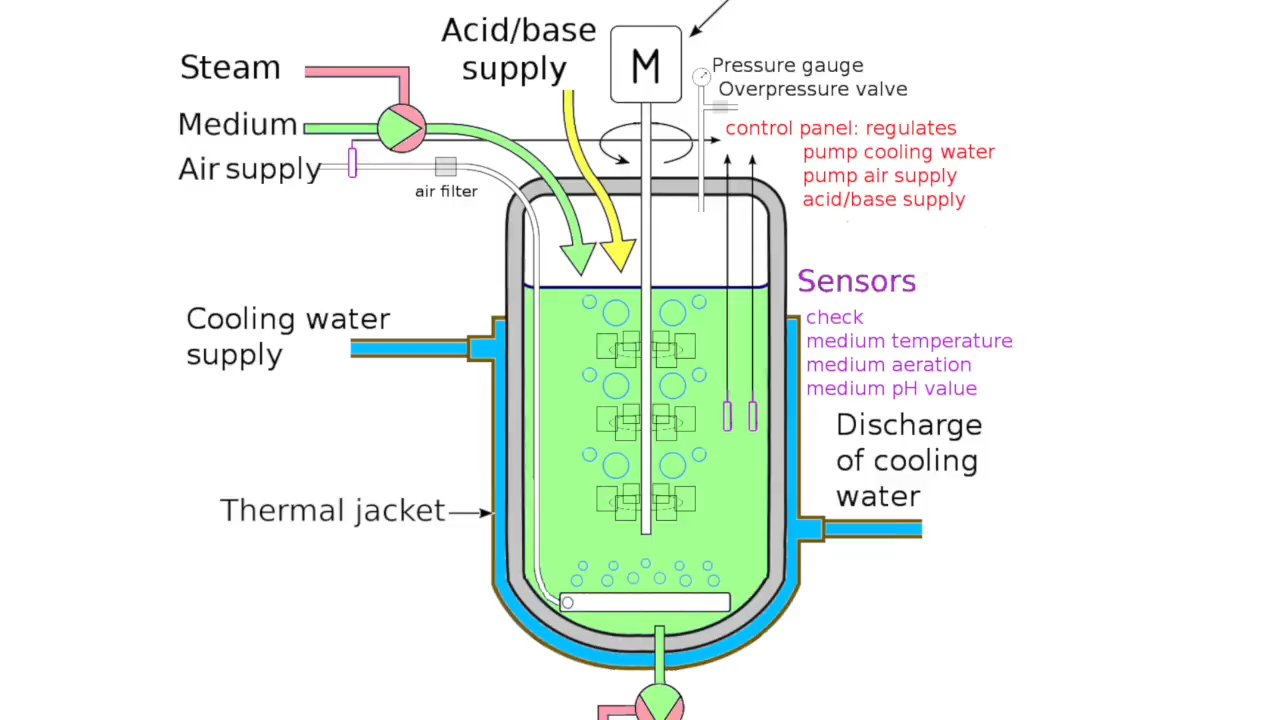 Acid/base
supply
M
Steam
Medium
Air supply
air filter
Pressure gauge
Overpressure valve
control panel: regulates
pump cooling water
pump air supply
acid/base supply
Sensors
check
medium temperature
medium aeration
medium pH value
Cooling water
supply
Discharge
of cooling
water
Thermal jacket